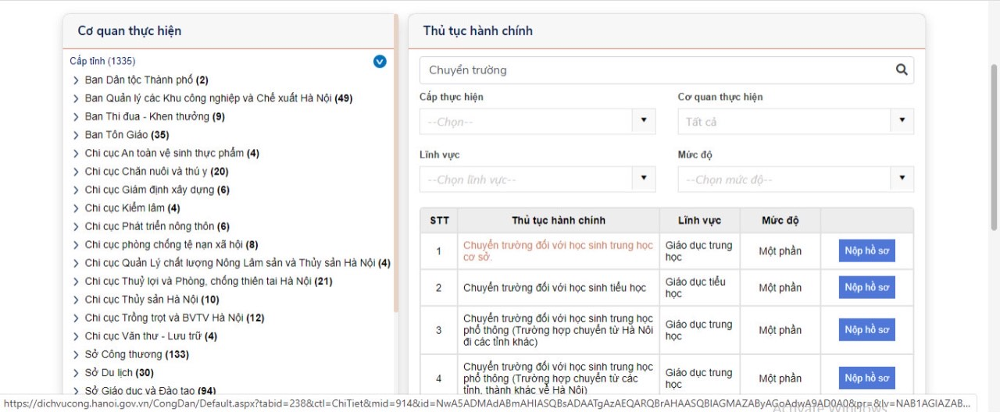 Cơ quan thực hiện
Cấp tỉnh (1335)
Ban Dân tộc Thành phố (2)
Ban Quản lý các Khu công nghiệp và Chế xuất Hà Nội (49)
Ban Thi đua - Khen thưởng (9)
Ban Tôn Giáo (35)
Chi cục An toàn vệ sinh thực phẩm (4)
Chi cục Chăn nuôi và thú y (20)
Chi cục Giám định xây dựng (6)
Chi cục Kiểm lâm (4)
Chi cục Phát triển nông thôn (6)
Chi cục phòng chống tệ nạn xã hội (8)
Chi cục Quản Lý chất lượng Nông Lâm sản và Thủy sản Hà Nội (4)
Chi cục Thuỷ lợi và Phòng, chống thiên tai Hà Nội (21)
Chi cục Thủy sản Hà Nội (10)
Chi cục Trồng trọt và BVTV Hà Nội (12)
Chi cục Văn thư - Lưu trữ (4)
Sở Công thương (133)
Sở Du lịch (30)
Sở Giáo dục và Đào tạo (94)
Thủ tục hành chính
Chuyển trường
Cấp thực hiện
Cơ quan thực hiện
--Chọn--
Tất cả
Lĩnh vực
Mức độ
--Chọn lĩnh vực--
--Chọn mức độ--
STT Thủ tục hành chính Lĩnh vực Mức độ
1 Chuyển trường đối với học sinh trung học
cơ sở.
Giáo dục trung
học
Một phần
Nộp hồ sơ
2 Chuyển trường đối với học sinh tiểu học
Giáo dục tiểu
học
Một phần
Nộp hồ sơ
3 Chuyển trường đối với học sinh trung học
phổ thông (Trường hợp chuyển từ Hà Nội
đi các tỉnh khác)
Giáo dục trung
học
Một phần
Nộp hồ sơ
4 Chuyển trường đối với học sinh trung học
phổ thông (Trường hợp chuyển từ các
tỉnh, thành khác về Hà Nội)
Giáo dục trung
học
Một phần
Nộp hồ sơ
Activate Windows
https://dichvucong.hanoi.gov.vn/CongDan/Default.aspx?tabid=238&ctl=ChiTiet&mid=914&id=NwA5ADMAdABmAHIASQBsADAATgAzAEQARQBrAHAASQBIAGMAZAByAGoAdwA9AD0A0&pr=&lv=NAB1AGIAZAB...